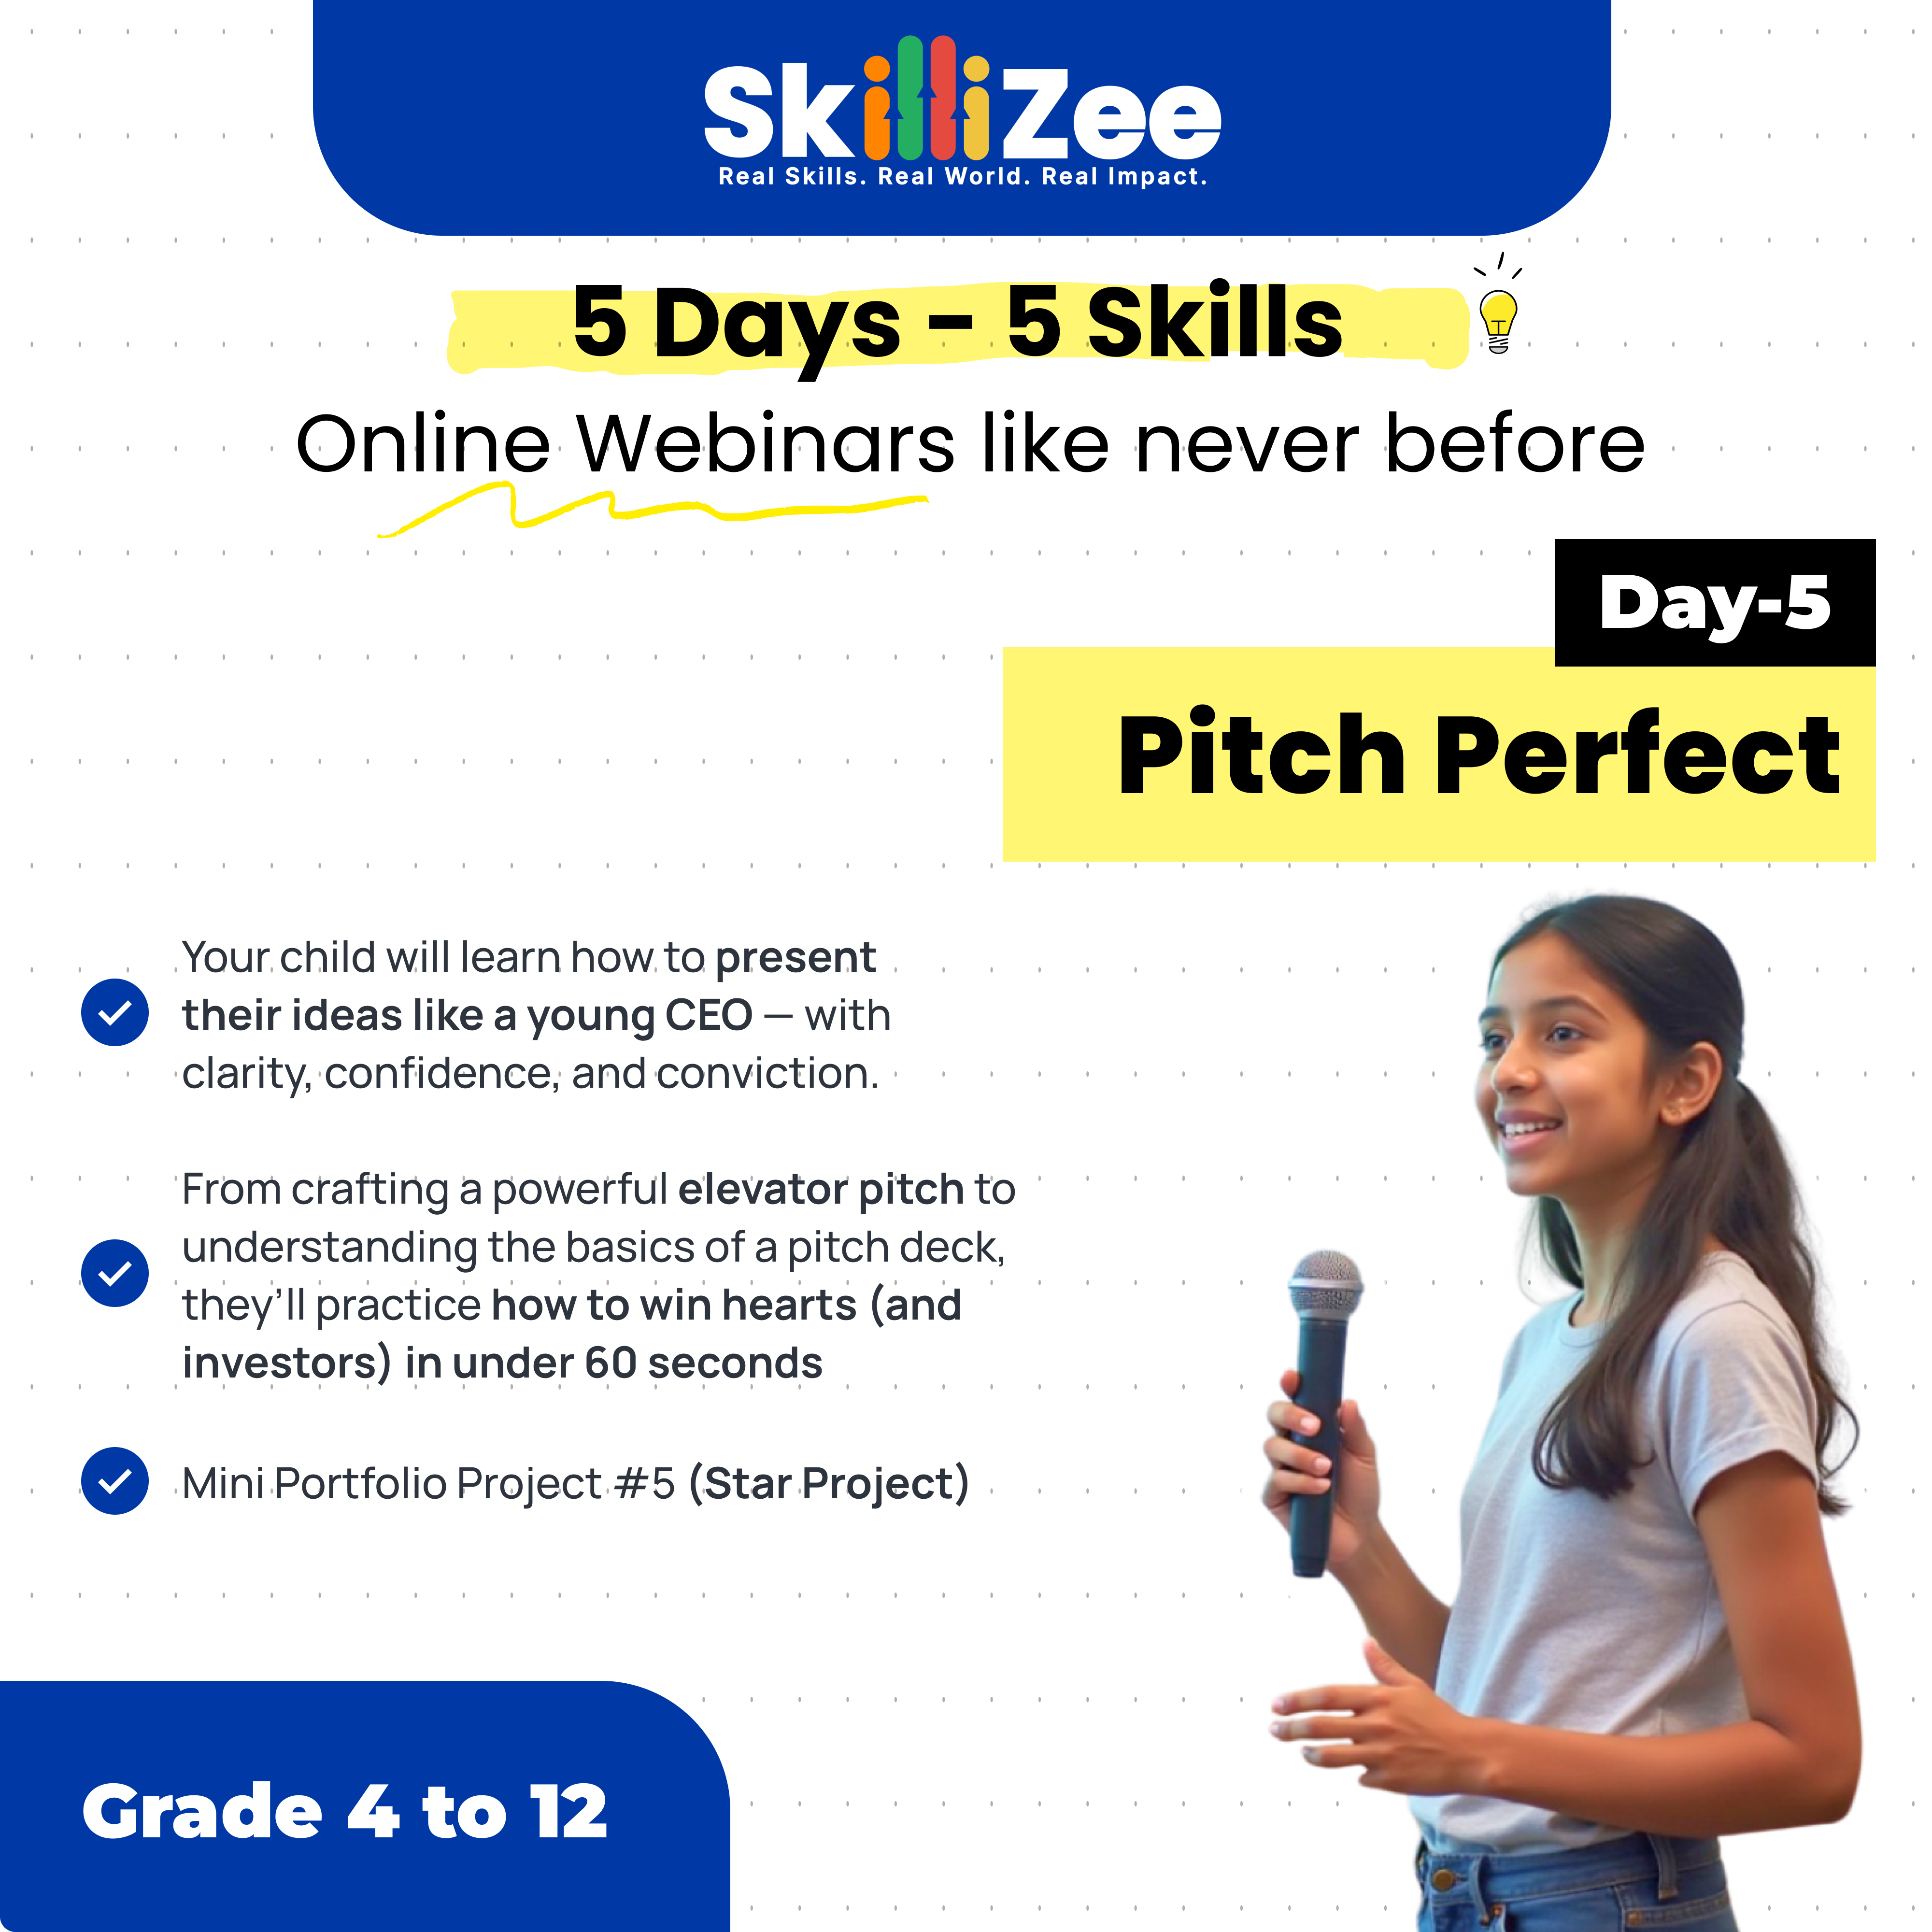 SkilliZee
Real Skills. Real World. Real Impact.
5 Days - 5 Skills
Online Webinars like never before
Day-5
Pitch Perfect
Your child will learn how to present
their ideas like a young CEO — with
clarity, confidence, and conviction.
From crafting a powerful elevator pitch to
understanding the basics of a pitch deck,
they’ll practice how to win hearts (and
investors) in under 60 seconds
Mini Portfolio Project #5 (Star Project)
Grade 4 to 12